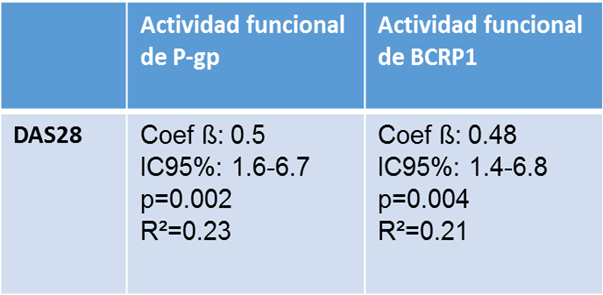 Actividad funcional
de P-gp
Actividad funcional
de BCRP1
DAS28
Coef ß: 0.5
IC95%: 1.6-6.7
p=0.002
R²=0.23
Coef ß: 0.48
IC95%: 1.4-6.8
p=0.004
R²=0.21